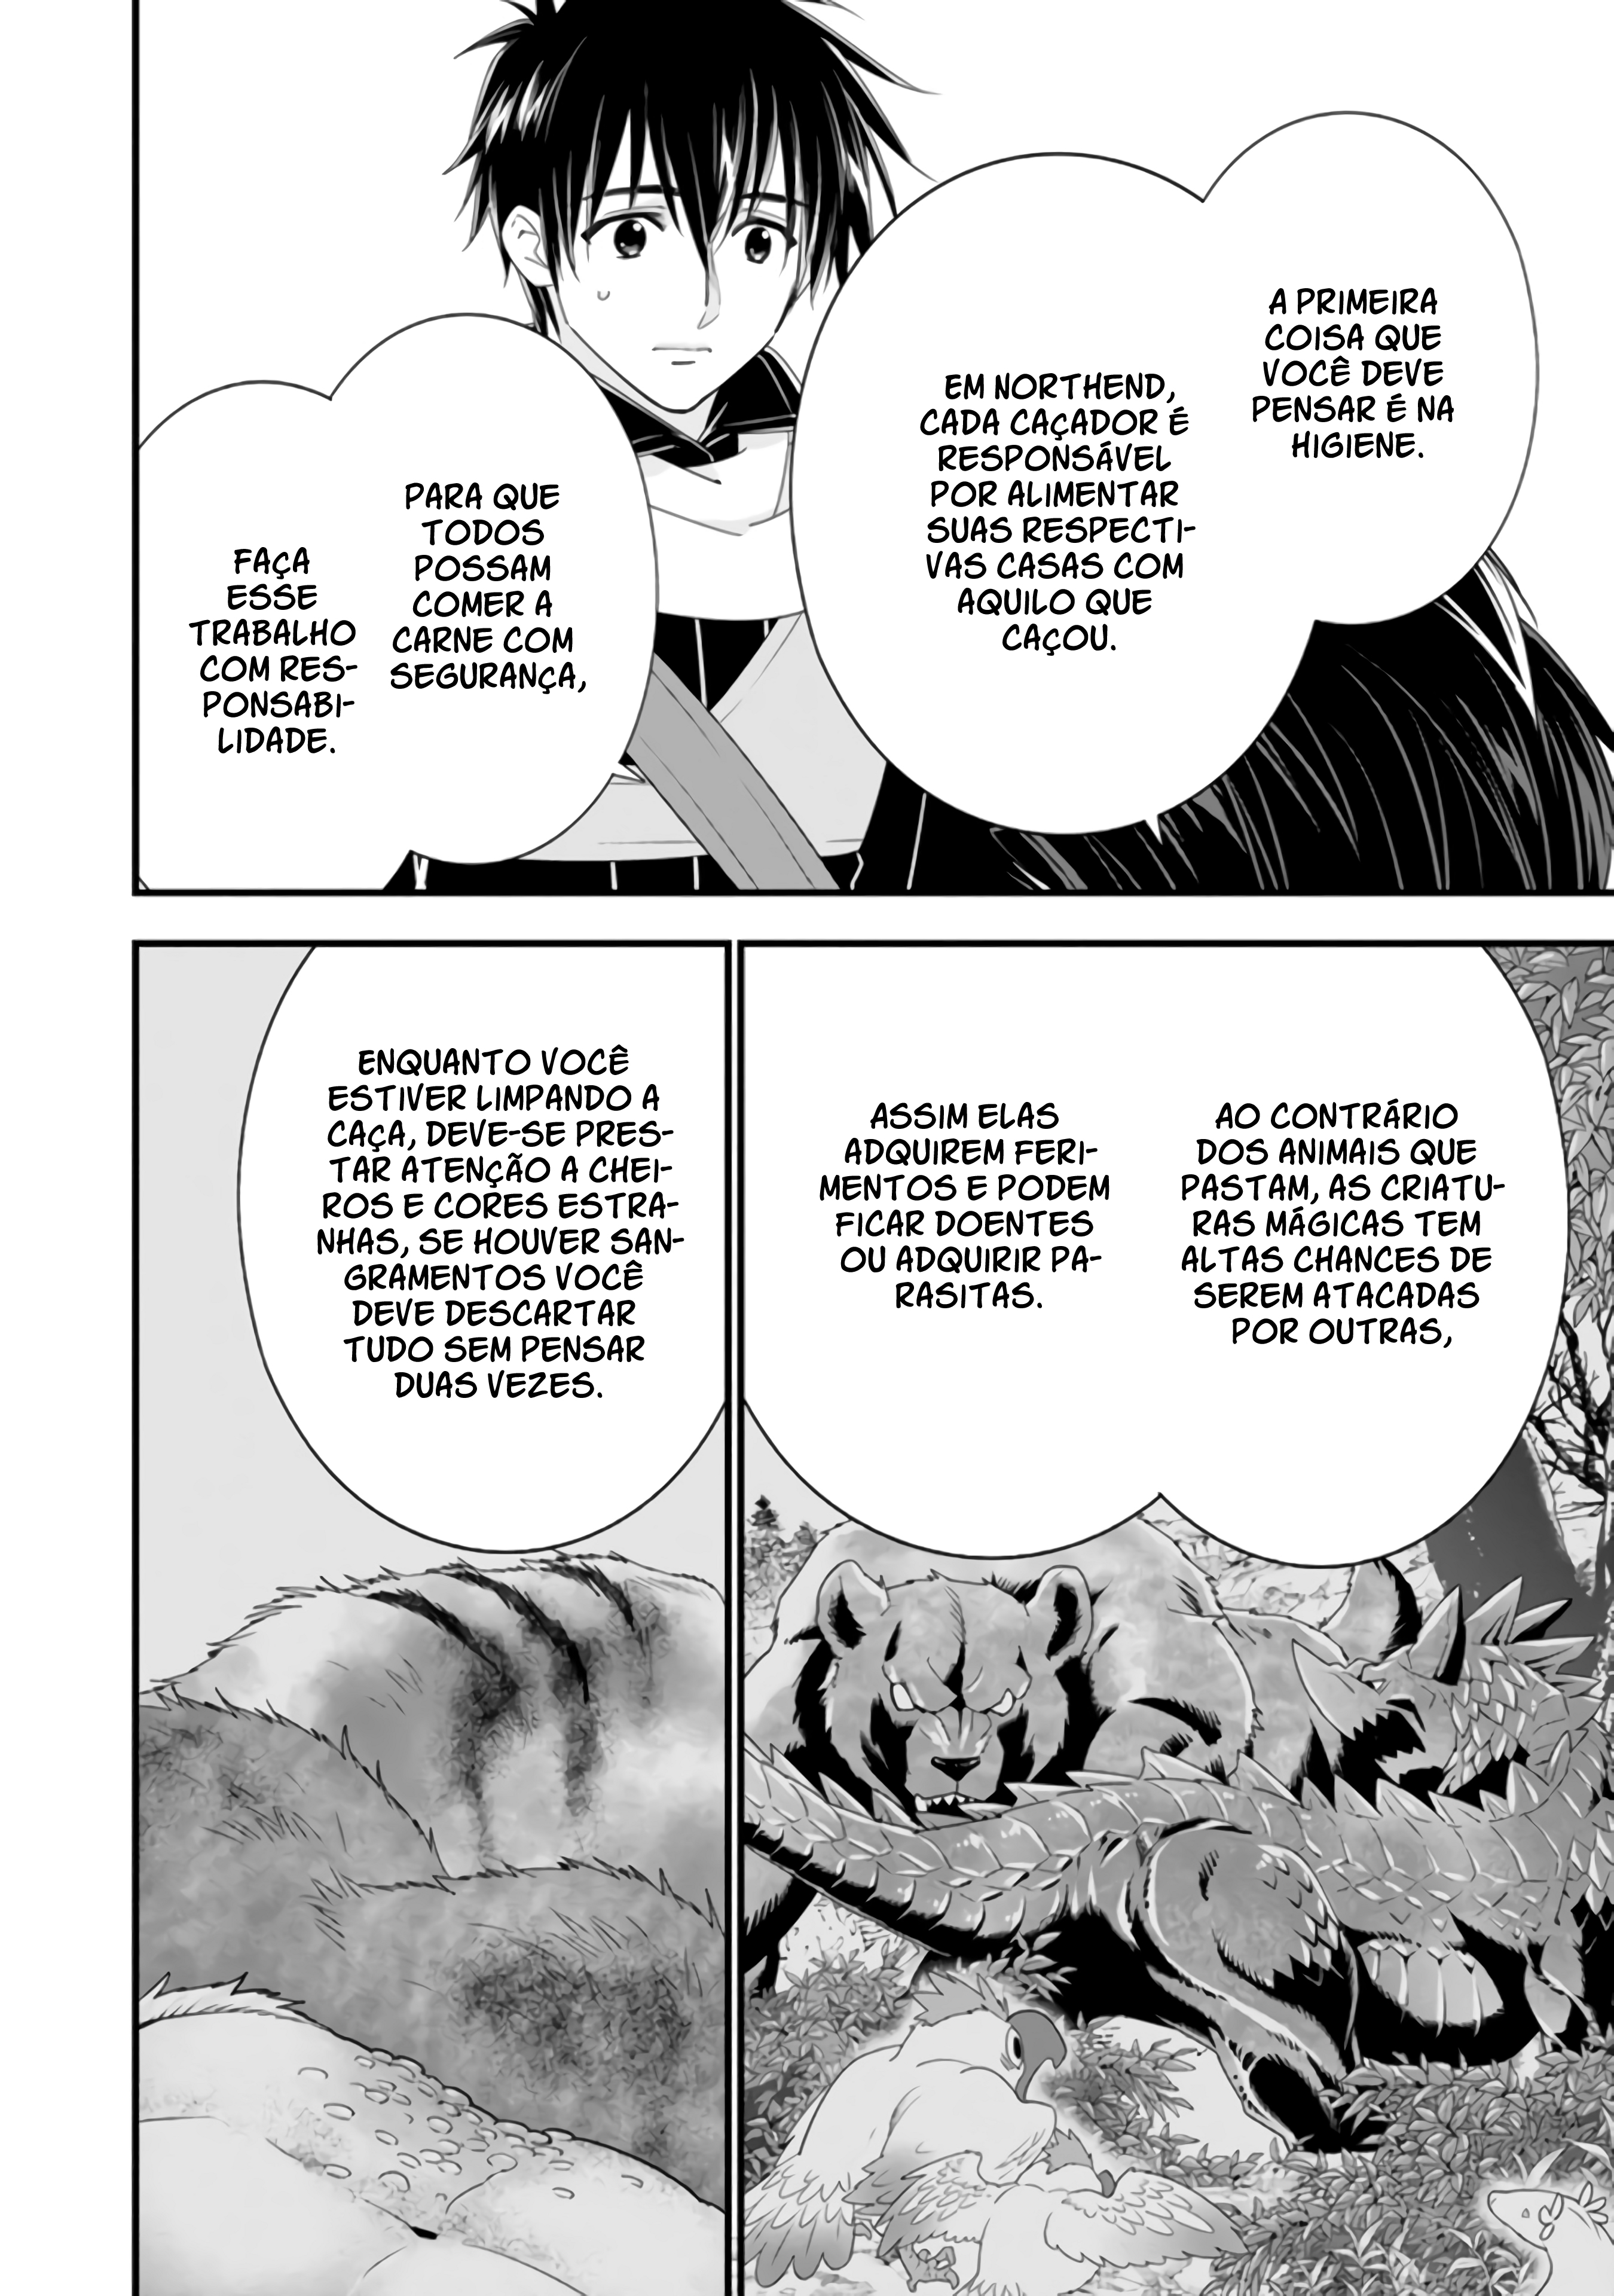 A PRIMEIRA
COISA QUE
VOCÊ DEVE
PENSAR É NA
HIGIENE.
EM NORTHEND,
CADA CAÇADOR É
RESPONSÁVEL
POR ALIMENTAR
SUAS RESPECTI-
VAS CASAS COM
AQUILO QUE
CAÇOU.
PARA QUE
TODOS
POSSAM
COMER A
CARNE COM
SEGURANÇA,
FAÇA
ESSE
TRABALHO
COM RES-
PONSABI-
LIDADE.
AO CONTRÁRIO
DOS ANIMAIS QUE
PASTAM, AS CRIATU-
RAS MÁGICAS TEM
ALTAS CHANCES DE
SEREM ATACADAS
POR OUTRAS,
ASSIM ELAS
ADQUIREM FERI-
MENTOS E PODEM
FICAR DOENTES
OU ADQUIRIR PA-
RASITAS.
ENQUANTO VOCÊ
ESTIVER LIMPANDO A
CAÇA, DEVE-SE PRES-
TAR ATENÇÃO A CHEI-
ROS E CORES ESTRA-
NHAS, SE HOUVER SAN-
GRAMENTOS VOCÊ
DEVE DESCARTAR
TUDO SEM PENSAR
DUAS VEZES.